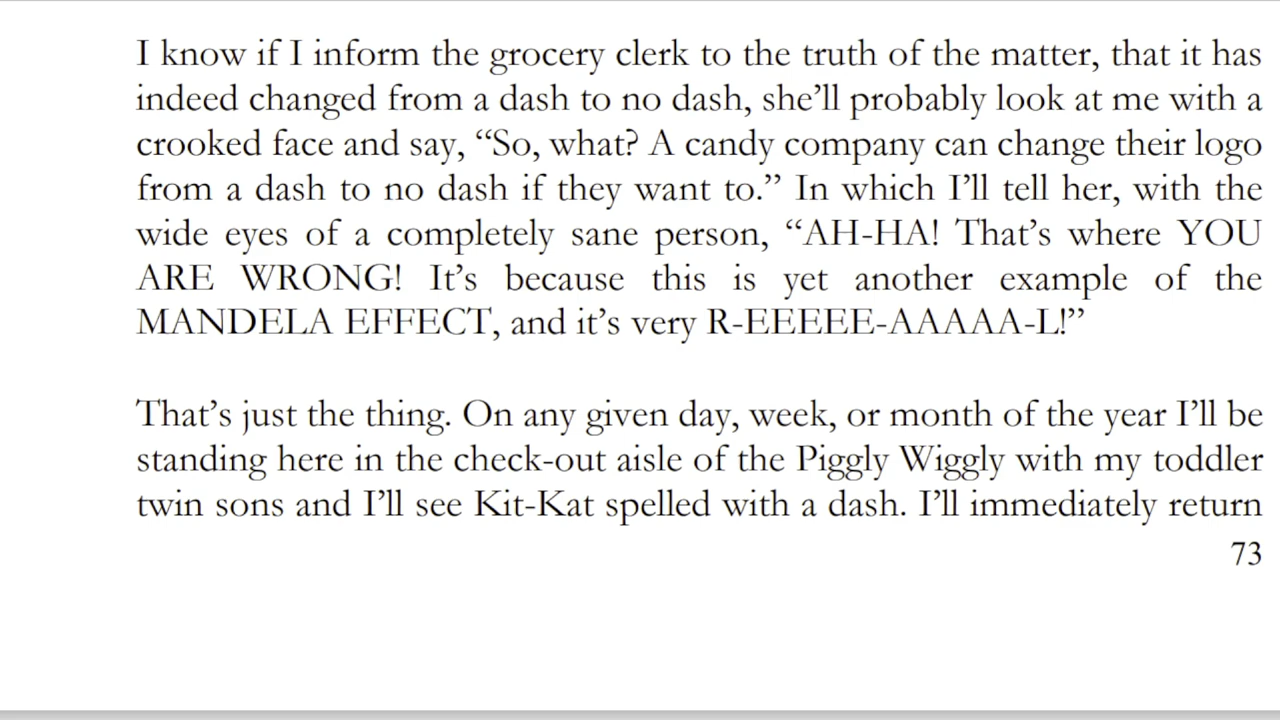 I know if I inform the grocery clerk to the truth of the matter, that it has
indeed changed from a dash to no dash, she’ll probably look at me with a
crooked face and say, “So, what? A candy company can change their logo
from a dash to no dash if they want to.” In which I’ll tell her, with the
wide eyes of a completely sane person, “AH-HA! That’s where YOU
ARE WRONG! It’s because this is yet another example of the
MANDELA EFFECT, and it’s very R-EEEEE-AAAAA-L!”
That’s just the thing. On any given day, week, or month of the year I’ll be
standing here in the check-out aisle of the Piggly Wiggly with my toddler
twin sons and I’ll see Kit-Kat spelled with a dash. I’ll immediately return
73